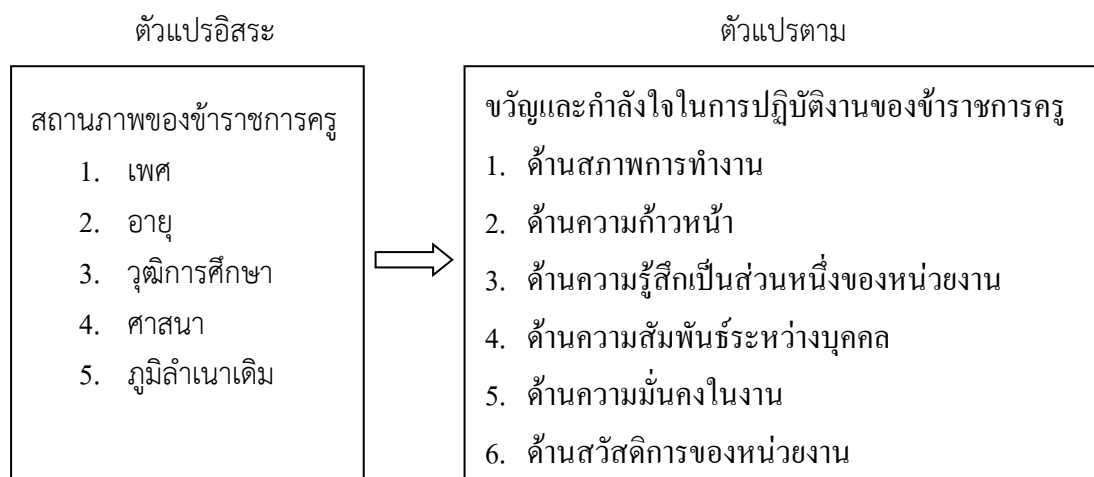 ตัวแปรอิสระ
ตัวแปรตาม
สถานภาพของข้าราชการครู
1. เพศ
2. อายุ
3. วุฒิการศึกษา
4. ศาสนา
5. ภูมิลำเนาเดิม
ขวัญและกำลังใจในการปฏิบัติงานของข้าราชการครู
1. ด้านสภาพการทำงาน
2. ด้านความก้าวหน้า
3. ด้านความรู้สึกเป็นส่วนหนึ่งของหน่วยงาน
4. ด้านความสัมพันธ์ระหว่างบุคคล
5. ด้านความมั่นคงในงาน
6. ด้านสวัสดิการของหน่วยงาน